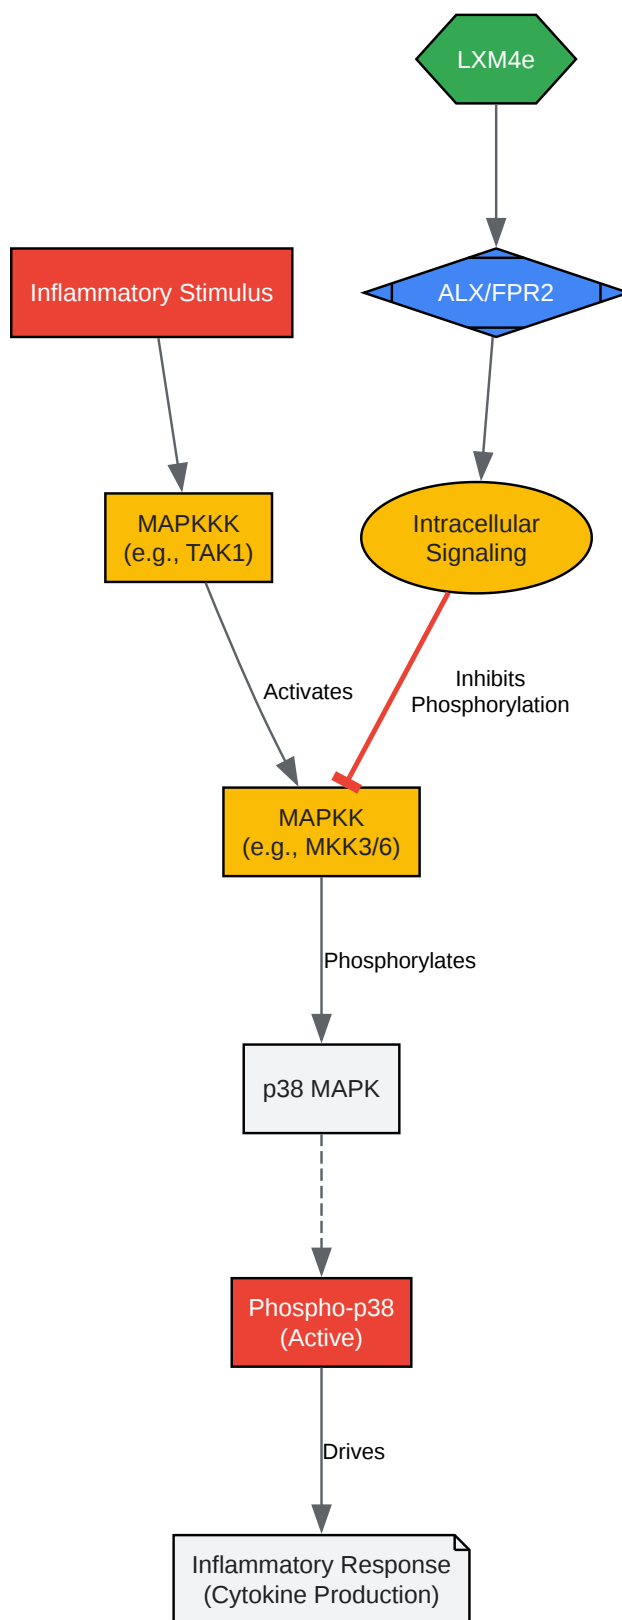 LXM4e
Inflammatory Stimulus
ALX/FPR2
MAPKKK
(e.g., TAK1)
Intracellular
Signaling
Activates
Inhibits
Phosphorylation
MAPKK
(e.g., MKK3/6)
Phosphorylates
p38 MAPK
Phospho-p38
(Active)
Drives
Inflammatory Response
(Cytokine Production)